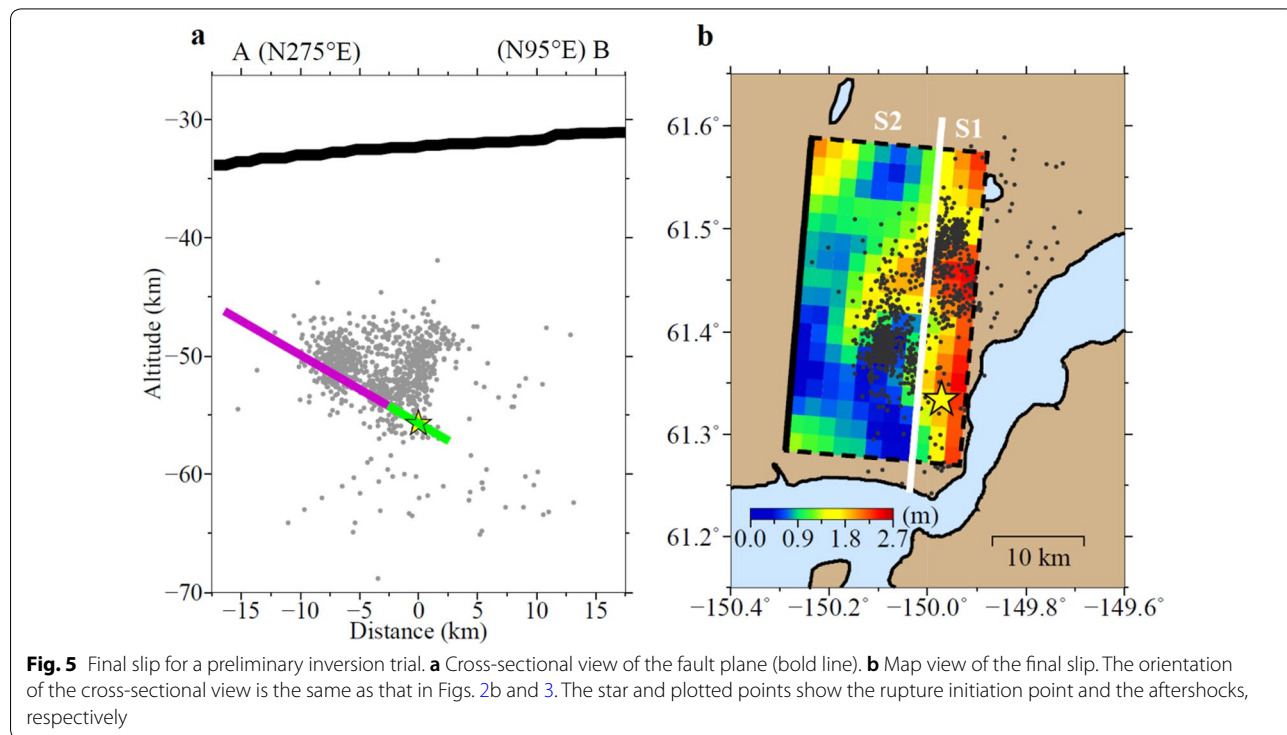 a
A (N275°E) (N95°E) B
−30
−40
−50
−60
−70
Altitude (km)
−15 −10 −5 0 5 10 15
Distance (km)
b
S2 S1
61.6˚
61.5˚
61.4˚
61.3˚
61.2˚
(m)
0.0 0.9 1.8 2.7
10 km
−150.4 −150.2 −150.0 −149.8 −149.6˚
Fig. 5 Final slip for a preliminary inversion trial. a Cross-sectional view of the fault plane (bold line). b Map view of the final slip. The orientation
of the cross-sectional view is the same as that in Figs. 2b and 3. The star and plotted points show the rupture initiation point and the aftershocks,
respectively